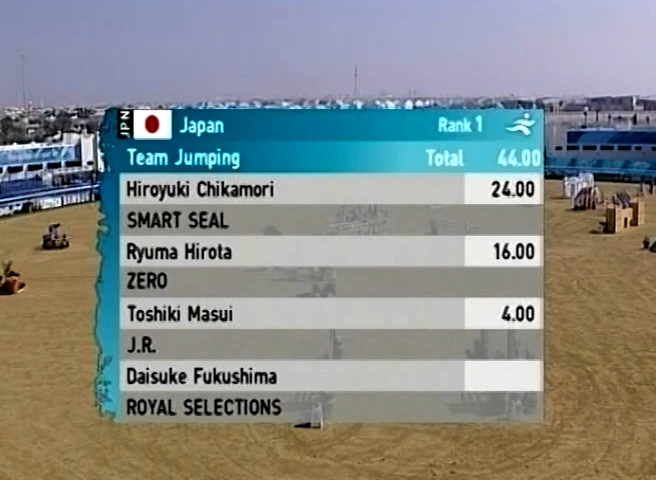 JPN Japan Rank 1
Team Jumping Total 44.00
Hiroyuki Chikamori 24.00
SMART SEAL
Ryuma Hirota 16.00
ZERO
Toshiki Masui 4.00
J.R.
Daisuke Fukushima
ROYAL SELECTIONS